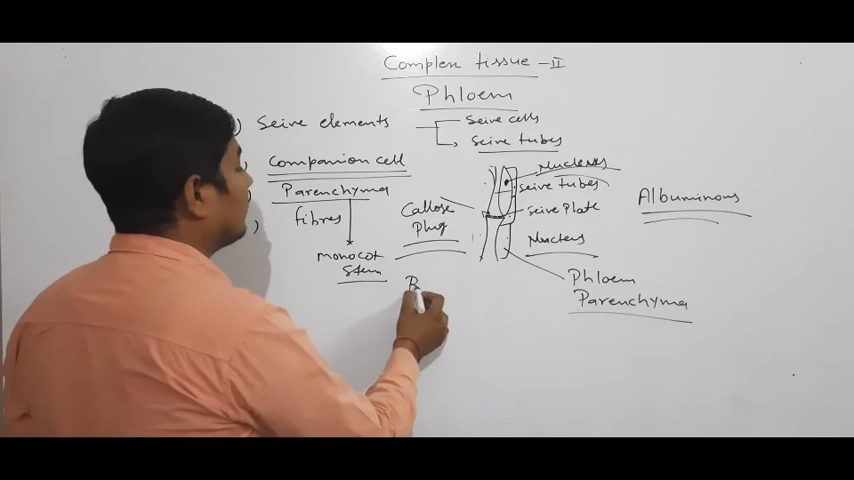 Complex tissue - II
Phloem
Seive elements
Seive cells
Seive tubes
Companion cell
Parenchyma
fibres
monocot
stem
Callose
Plug
Nucleus
seive tubes
seive Plate
Nucleus
Phloem
Parenchyma
Albuminous